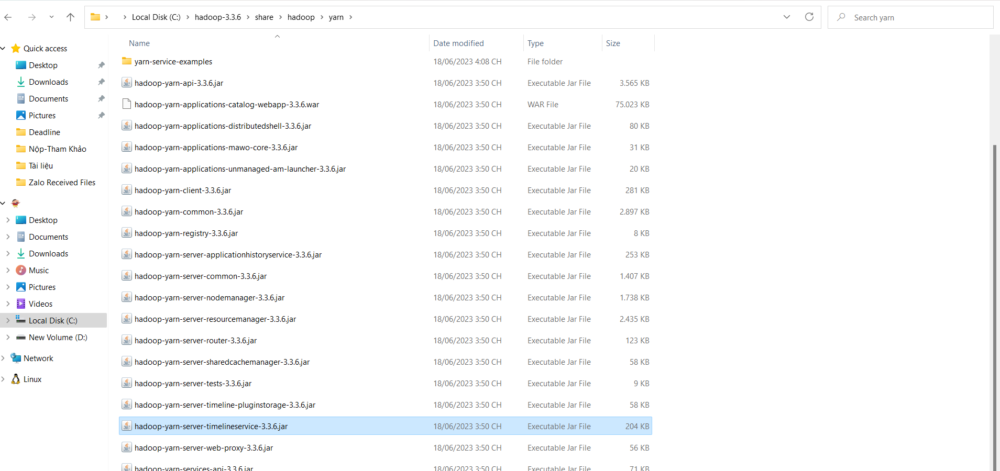 Local Disk (C:) hadoop-3.3.6 share hadoop yarn
Search yarn
Quick access
Desktop
Downloads
Documents
Pictures
Deadline
Nộp-Tham Khảo
Tài liệu
Zalo Received Files
Desktop
Documents
Downloads
Music
Pictures
Videos
Local Disk (C:)
New Volume (D:)
Network
Linux
Name Date modified Type Size
yarn-service-examples 18/06/2023 4:08 CH File folder
hadoop-yarn-api-3.3.6.jar 18/06/2023 3:50 CH Executable Jar File 3.565 KB
hadoop-yarn-applications-catalog-webapp-3.3.6.war 18/06/2023 3:50 CH WAR File 75.023 KB
hadoop-yarn-applications-distributedshell-3.3.6.jar 18/06/2023 3:50 CH Executable Jar File 80 KB
hadoop-yarn-applications-mawo-core-3.3.6.jar 18/06/2023 3:50 CH Executable Jar File 31 KB
hadoop-yarn-applications-unmanaged-am-launcher-3.3.6.jar 18/06/2023 3:50 CH Executable Jar File 20 KB
hadoop-yarn-client-3.3.6.jar 18/06/2023 3:50 CH Executable Jar File 281 KB
hadoop-yarn-common-3.3.6.jar 18/06/2023 3:50 CH Executable Jar File 2.897 KB
hadoop-yarn-registry-3.3.6.jar 18/06/2023 3:50 CH Executable Jar File 8 KB
hadoop-yarn-server-applicationhistoryservice-3.3.6.jar 18/06/2023 3:50 CH Executable Jar File 253 KB
hadoop-yarn-server-common-3.3.6.jar 18/06/2023 3:50 CH Executable Jar File 1.407 KB
hadoop-yarn-server-nodemanager-3.3.6.jar 18/06/2023 3:50 CH Executable Jar File 1.738 KB
hadoop-yarn-server-resourcemanager-3.3.6.jar 18/06/2023 3:50 CH Executable Jar File 2.435 KB
hadoop-yarn-server-router-3.3.6.jar 18/06/2023 3:50 CH Executable Jar File 123 KB
hadoop-yarn-server-sharedcachemanager-3.3.6.jar 18/06/2023 3:50 CH Executable Jar File 58 KB
hadoop-yarn-server-tests-3.3.6.jar 18/06/2023 3:50 CH Executable Jar File 9 KB
hadoop-yarn-server-timeline-pluginstorage-3.3.6.jar 18/06/2023 3:50 CH Executable Jar File 58 KB
hadoop-yarn-server-timelineservice-3.3.6.jar 18/06/2023 3:50 CH Executable Jar File 204 KB
hadoop-yarn-server-web-proxy-3.3.6.jar 18/06/2023 3:50 CH Executable Jar File 56 KB
hadoop-yarn-services-api-3.3.6.jar 18/06/2023 3:50 CH Executable Jar File 71 KB